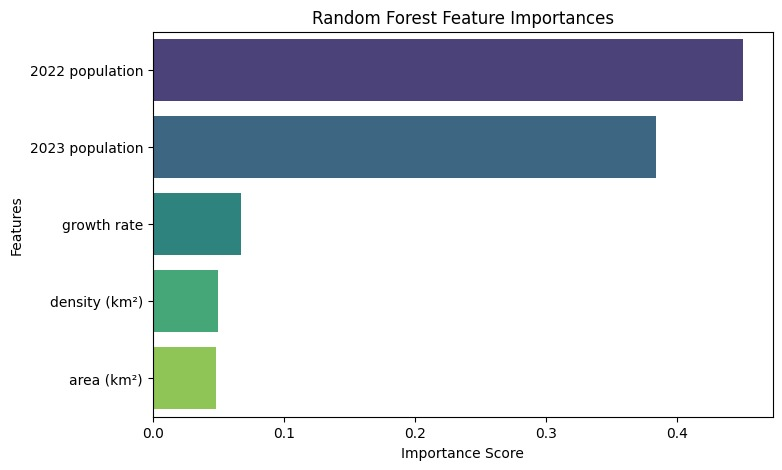 Random Forest Feature Importances
2022 population
2023 population
growth rate
density (km²)
area (km²)
Features
0.0 0.1 0.2 0.3 0.4
Importance Score